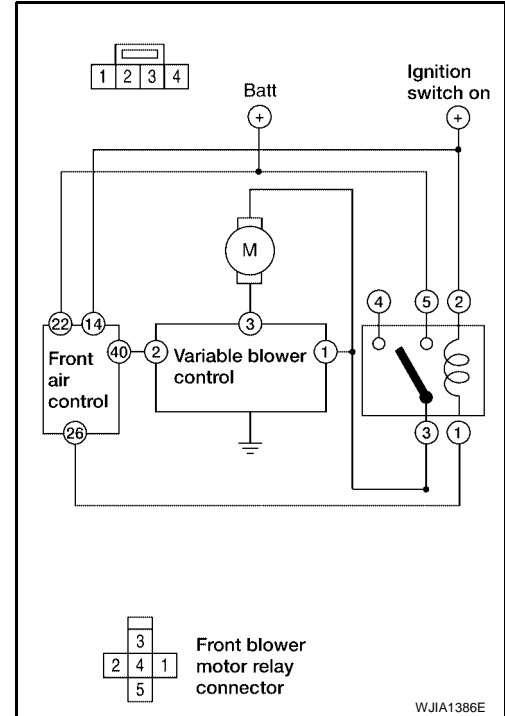 1 2 3 4
Batt
Ignition
switch on
+
+
M
4 5 2
22 14
3
40 2
Front
air
control
Variable blower
control
1
26
3 1
3
2 4 1
5
Front blower
motor relay
connector
WJIA1386E